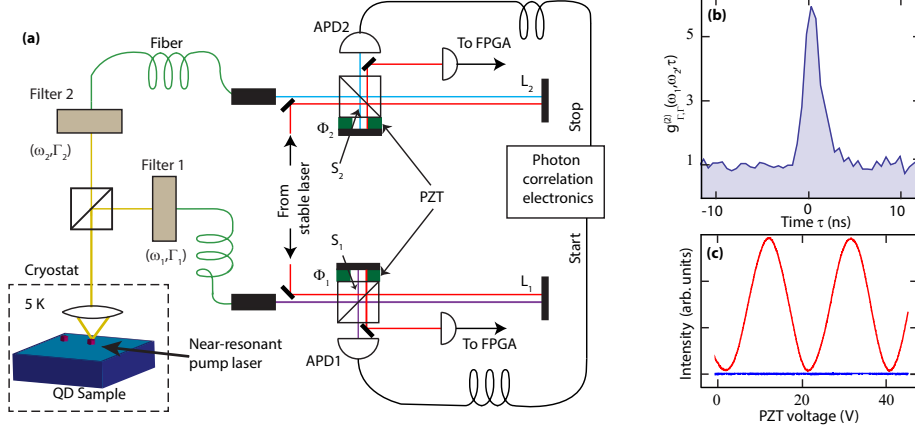 (a)
Fiber
APD2
To FPGA
Filter 2
(ω₂,Γ₂)
L₂
Φ₂
S₂
Stop
Filter 1
(ω₁,Γ₁)
From
stable laser
PZT
Photon
correlation
electronics
Start
Cryostat
5 K
S₁
Φ₁
L₁
Near-resonant
pump laser
APD1
To FPGA
QD Sample
(b)
g⁽²⁾_Γ₁,Γ₂(ω₁,ω₂,τ)
5
1
-10
0
10
Time τ (ns)
(c)
Intensity (arb. units)
0
20
40
PZT voltage (V)